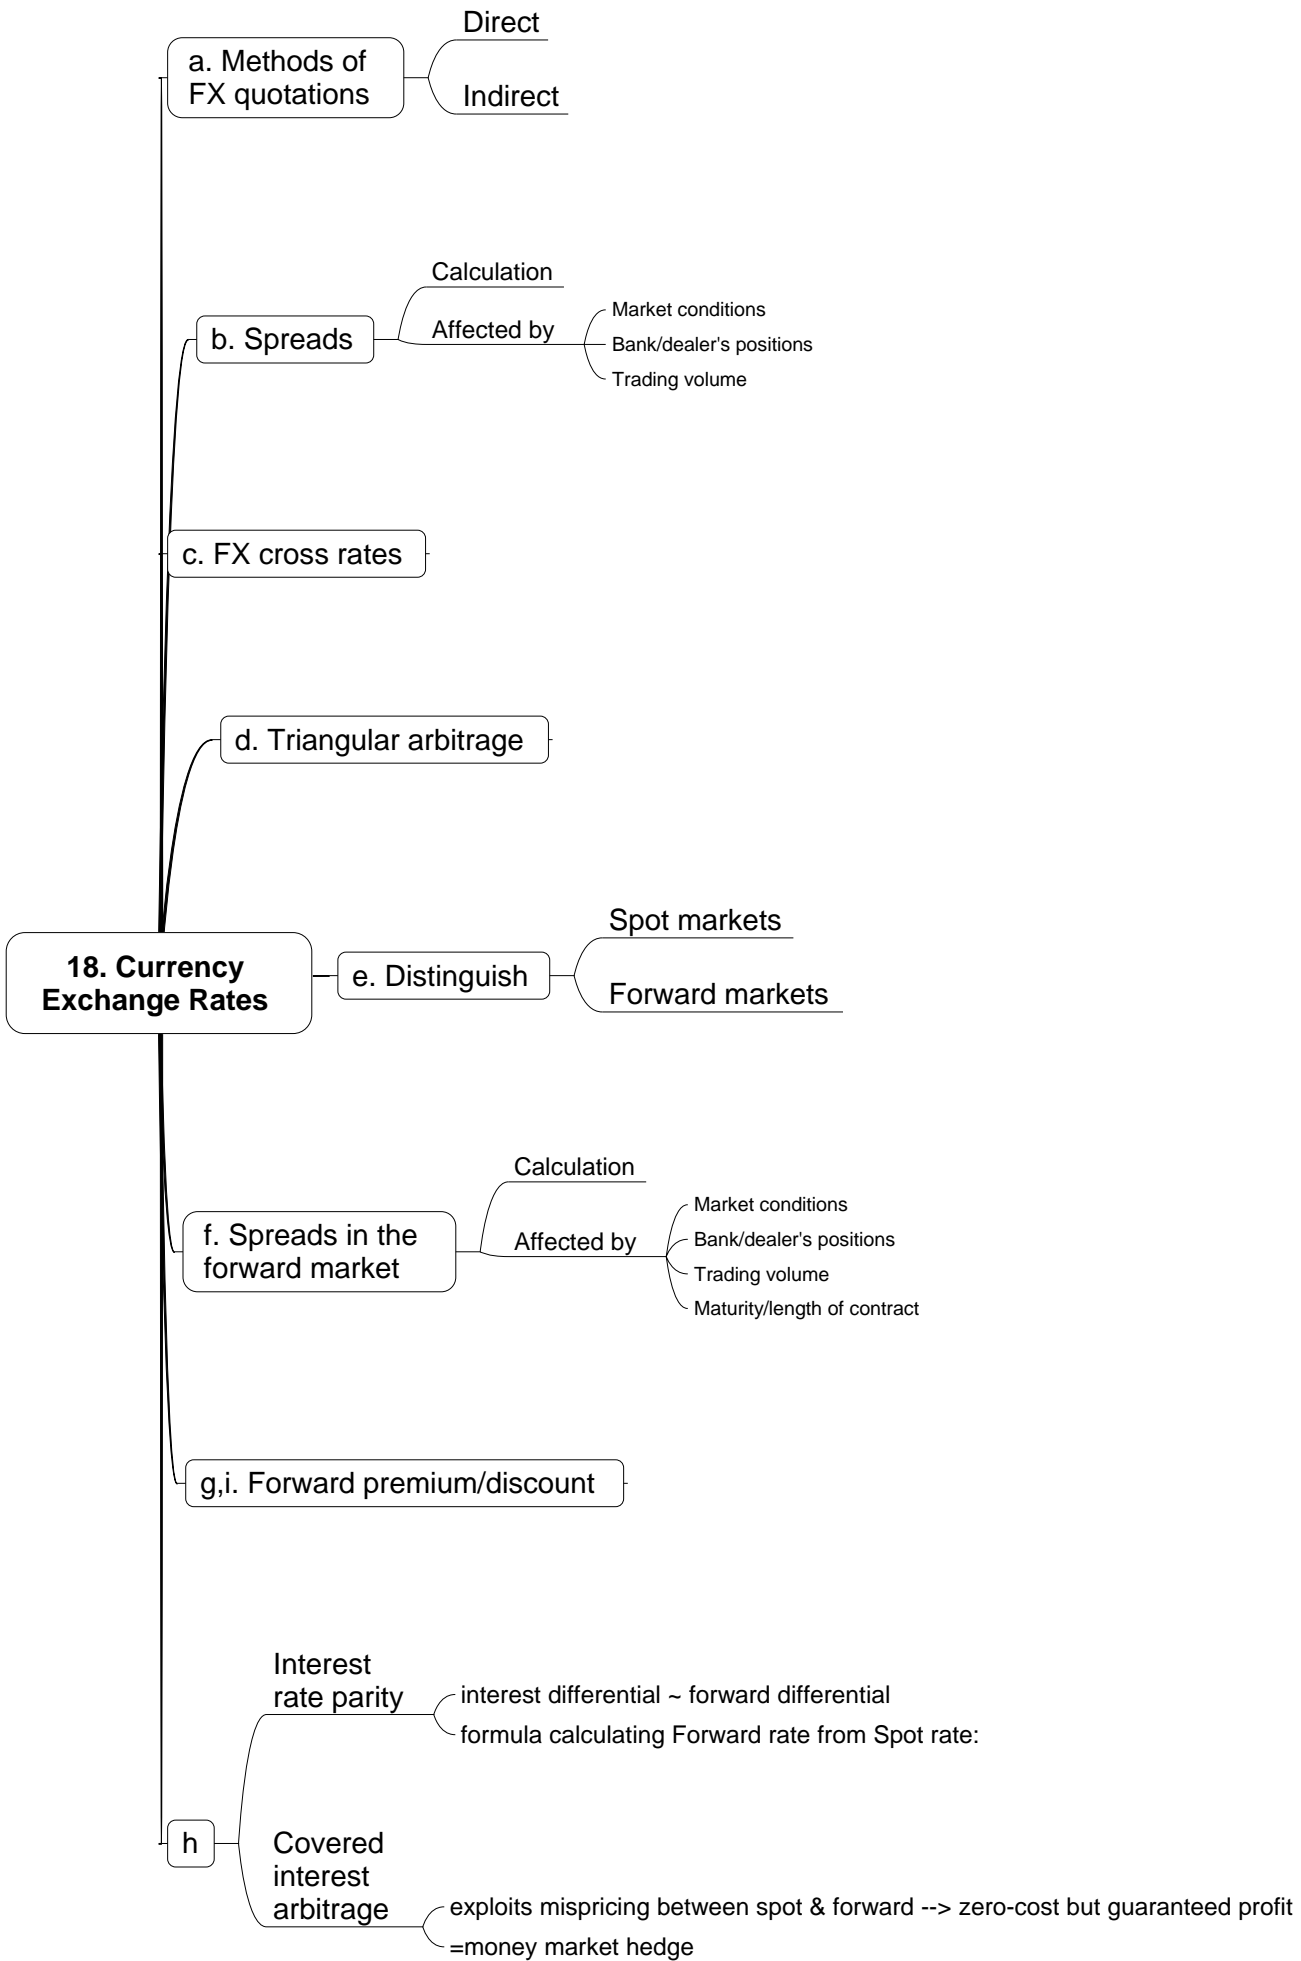 Direct
a. Methods of
FX quotations
Indirect
Calculation
b. Spreads
Affected by
Market conditions
Bank/dealer's positions
Trading volume
c. FX cross rates
d. Triangular arbitrage
18. Currency
Exchange Rates
e. Distinguish
Spot markets
Forward markets
f. Spreads in the
forward market
Calculation
Affected by
Market conditions
Bank/dealer's positions
Trading volume
Maturity/length of contract
g,i. Forward premium/discount
h
Interest
rate parity
interest differential ~ forward differential
formula calculating Forward rate from Spot rate:
Covered
interest
arbitrage
exploits mispricing between spot & forward --> zero-cost but guaranteed profit
=money market hedge